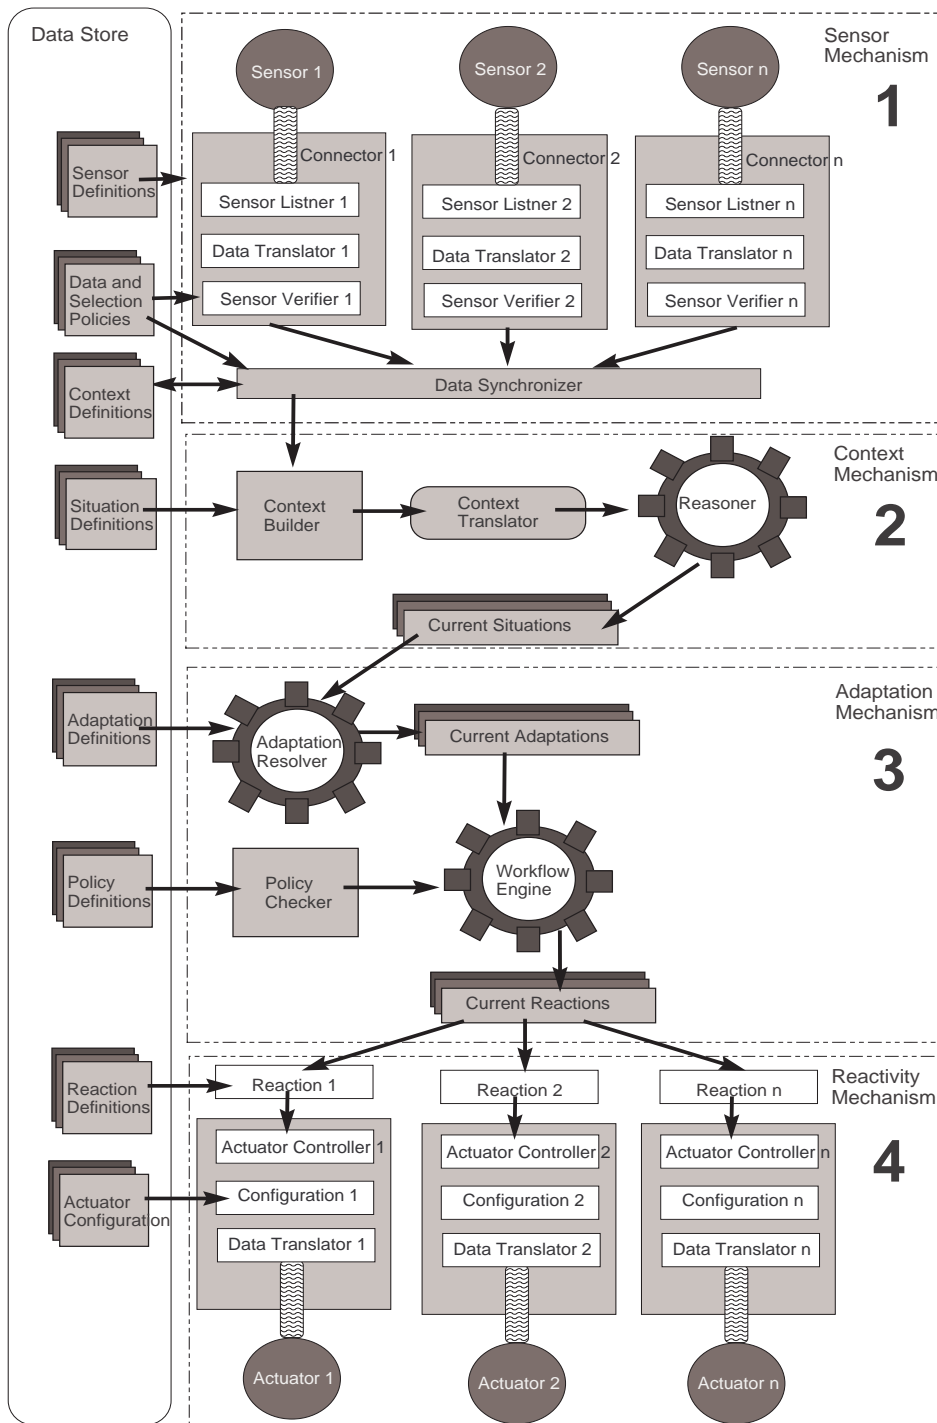 Data Store
Sensor
Mechanism
1
Sensor 1
Sensor 2
Sensor n
Connector 1
Connector 2
Connector n
Sensor
Definitions
Sensor Listner 1
Sensor Listner 2
Sensor Listner n
Data Translator 1
Data Translator 2
Data Translator n
Data and
Selection
Policies
Sensor Verifier 1
Sensor Verifier 2
Sensor Verifier n
Context
Definitions
Data Synchronizer
Context
Mechanism
2
Situation
Definitions
Context
Builder
Context
Translator
Reasoner
Current Situations
Adaptation
Mechanism
3
Adaptation
Definitions
Adaptation
Resolver
Current Adaptations
Policy
Definitions
Policy
Checker
Workflow
Engine
Current Reactions
Reactivity
Mechanism
4
Reaction
Definitions
Reaction 1
Reaction 2
Reaction n
Actuator Controller 1
Actuator Controller 2
Actuator Controller n
Actuator
Configuration
Configuration 1
Configuration 2
Configuration n
Data Translator 1
Data Translator 2
Data Translator n
Actuator 1
Actuator 2
Actuator n